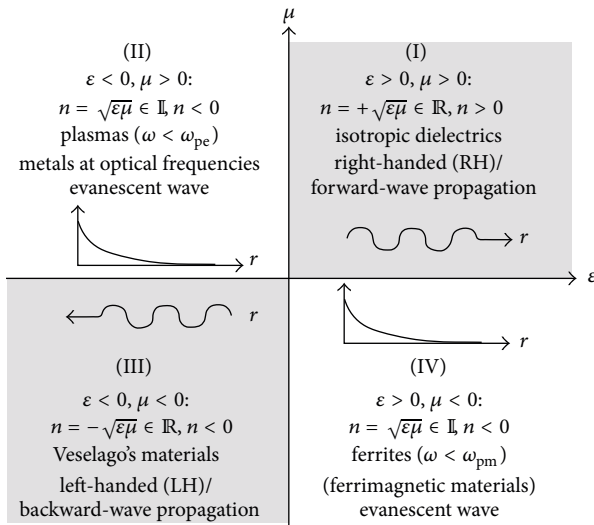 μ
(II)
ε < 0, μ > 0:
n = √εμ ∈ 𝕀, n < 0
plasmas (ω < ω_pe)
metals at optical frequencies
evanescent wave
r
(I)
ε > 0, μ > 0:
n = +√εμ ∈ ℝ, n > 0
isotropic dielectrics
right-handed (RH)/
forward-wave propagation
r
ε
r
(III)
ε < 0, μ < 0:
n = −√εμ ∈ ℝ, n < 0
Veselago's materials
left-handed (LH)/
backward-wave propagation
r
(IV)
ε > 0, μ < 0:
n = √εμ ∈ 𝕀, n < 0
ferrites (ω < ω_pm)
(ferrimagnetic materials)
evanescent wave